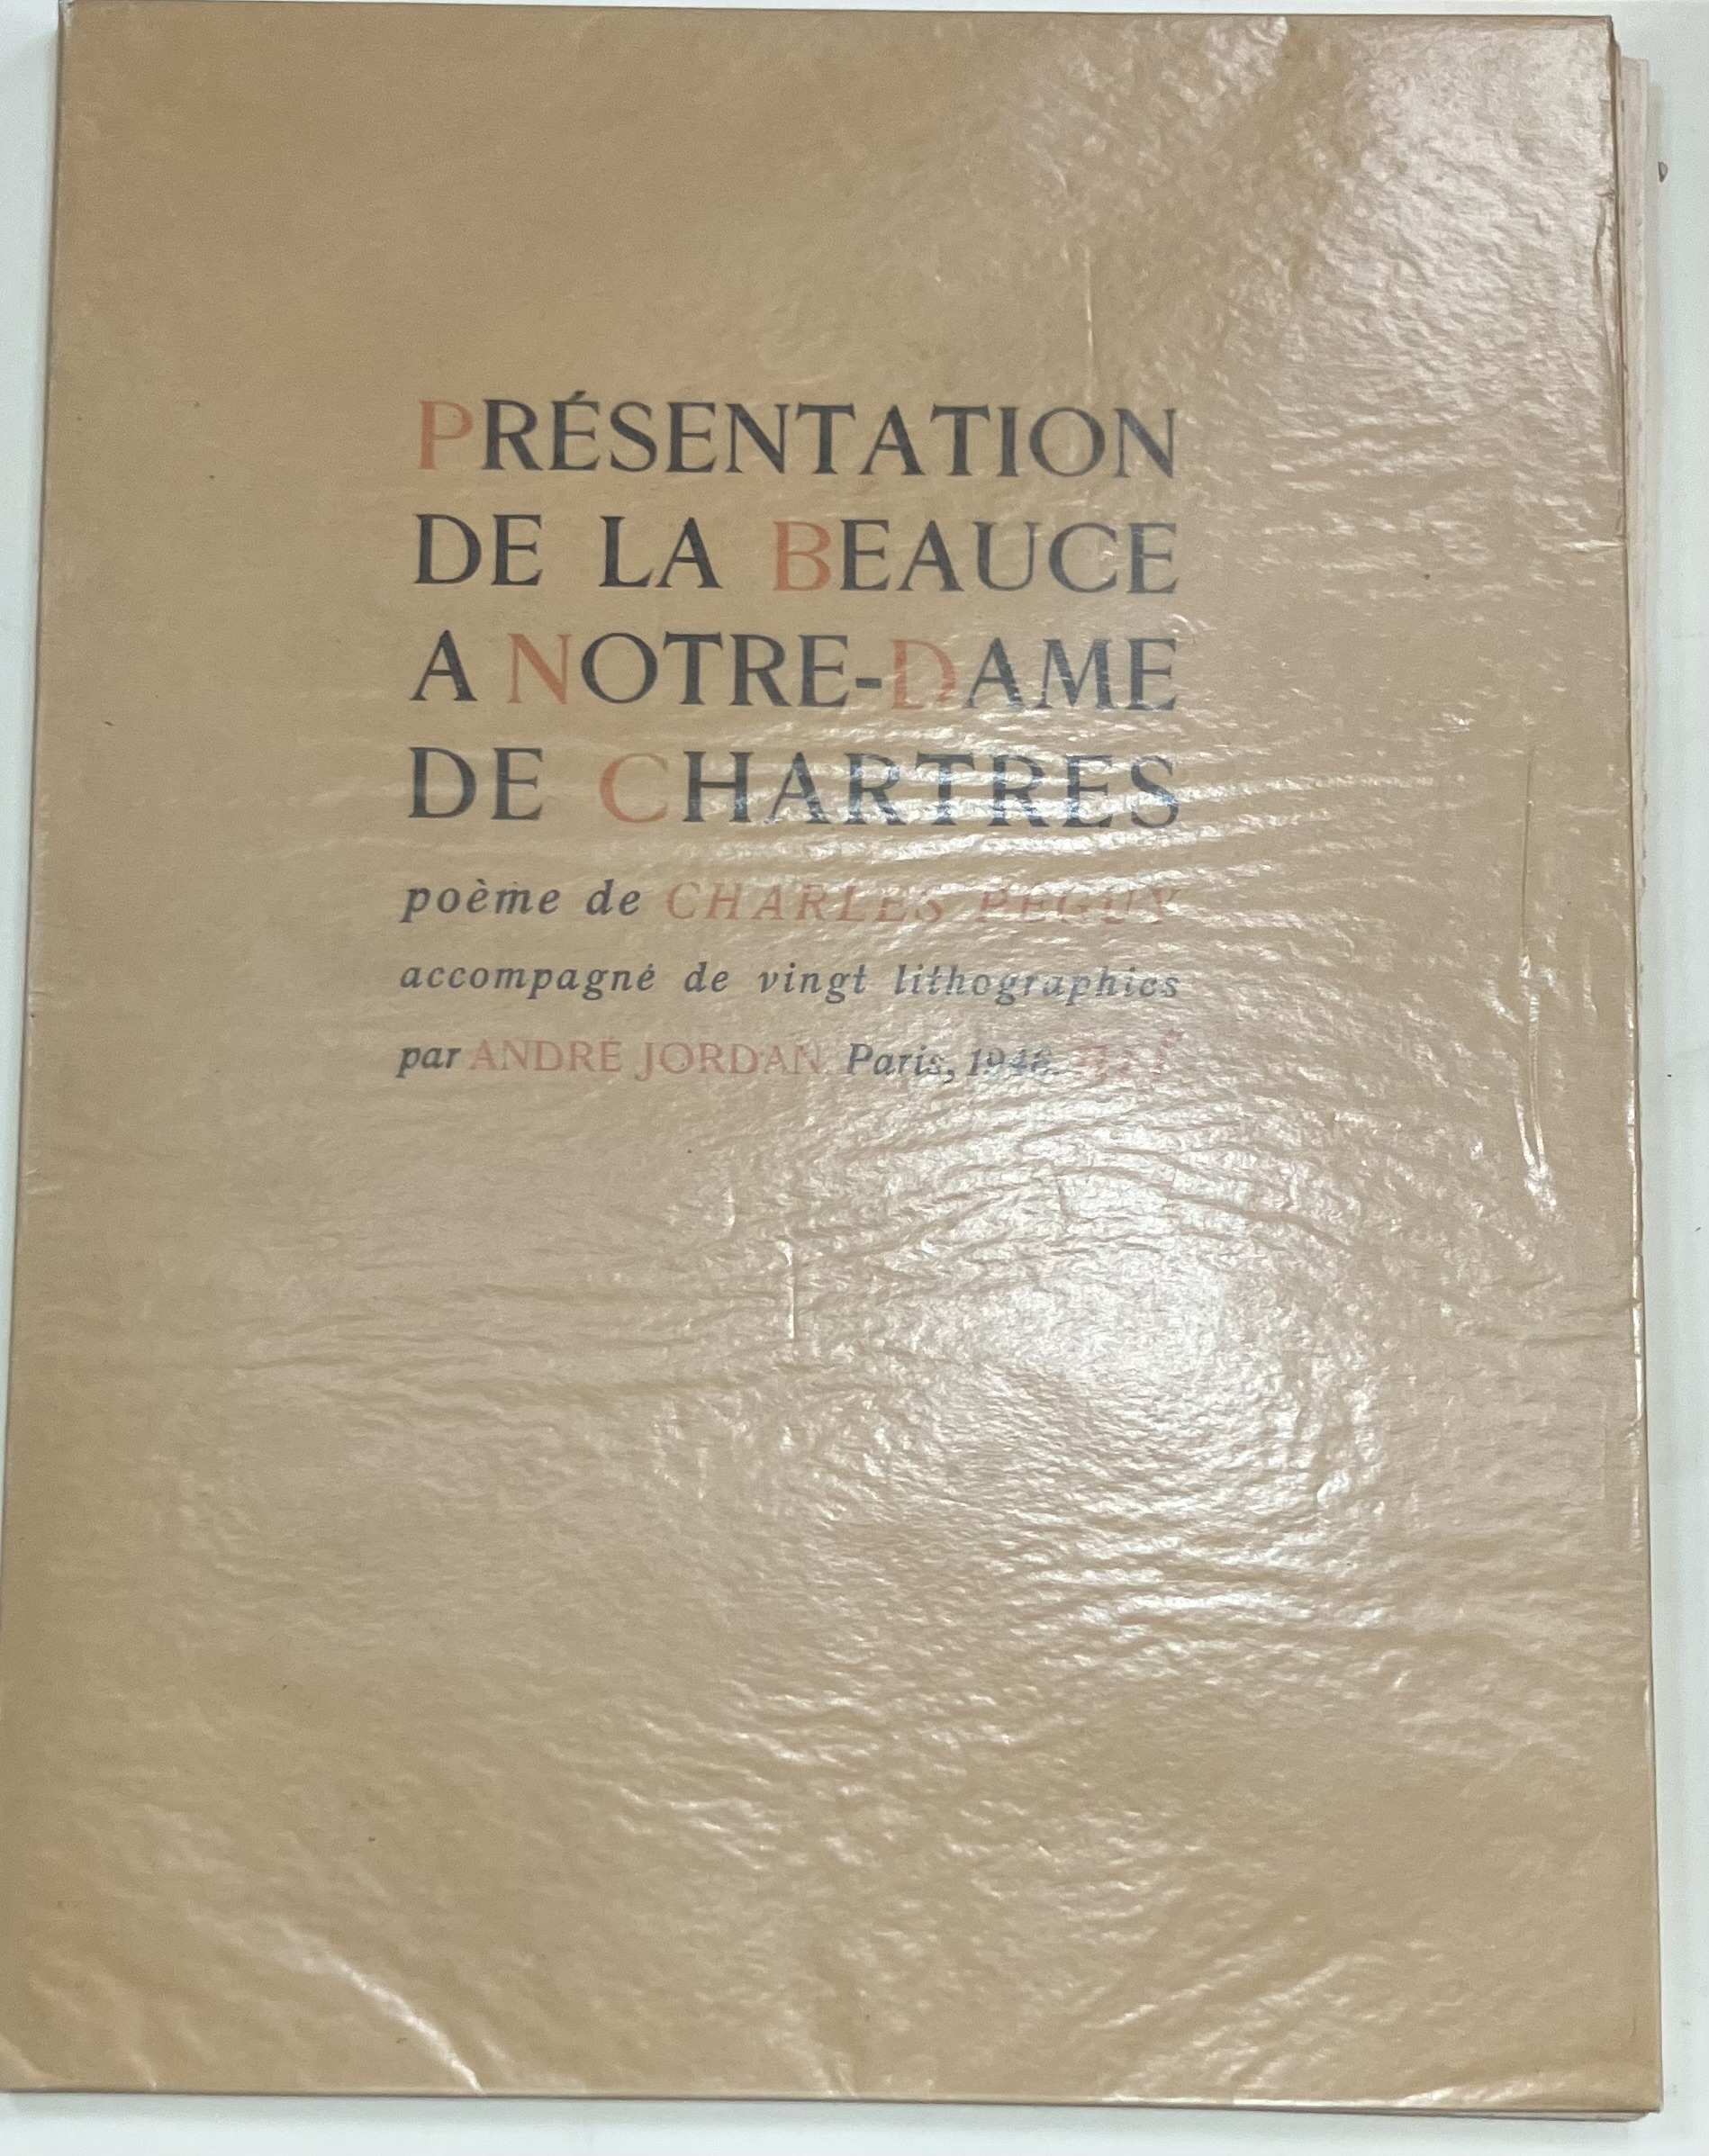 PRÉSENTATION
DE LA BEAUCE
A NOTRE-DAME
DE CHARTRES
poème de CHARLES PÉGUY
accompagné de vingt lithographies
par ANDRÉ JORDAN Paris,